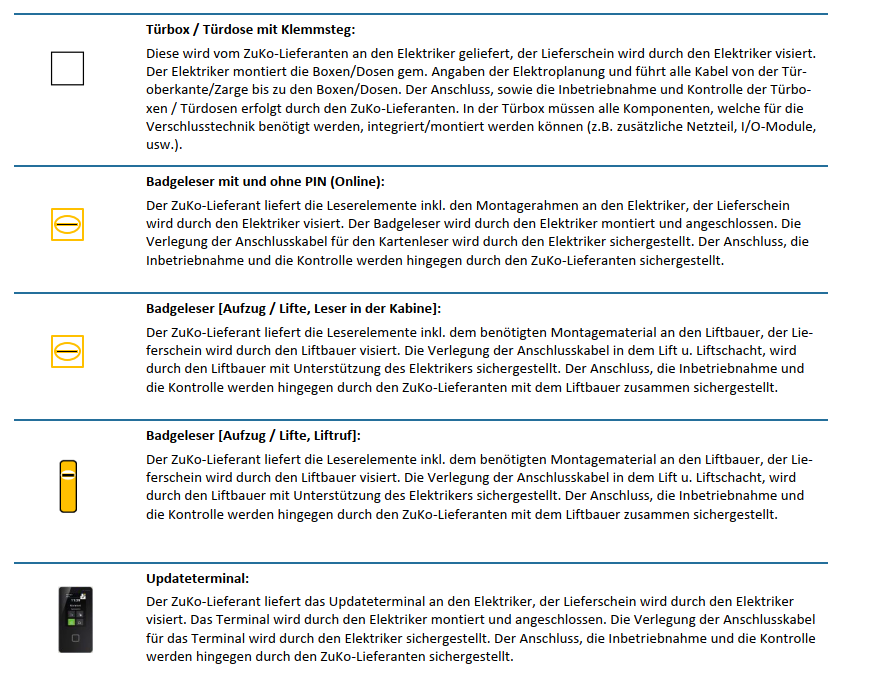 Türbox / Türdose mit Klemmsteg:
Diese wird vom ZuKo-Lieferanten an den Elektriker geliefert, der Lieferschein wird durch den Elektriker visiert.
Der Elektriker montiert die Boxen/Dosen gem. Angaben der Elektroplanung und führt alle Kabel von der Tür-
oberkante/Zarge bis zu den Boxen/Dosen. Der Anschluss, sowie die Inbetriebnahme und Kontrolle der Türbo-
xen / Türdosen erfolgt durch den ZuKo-Lieferanten. In der Türbox müssen alle Komponenten, welche für die
Verschlusstechnik benötigt werden, integriert/montiert werden können (z.B. zusätzliche Netzteil, I/O-Module,
usw.).
Badgeleser mit und ohne PIN (Online):
Der ZuKo-Lieferant liefert die Leserelemente inkl. den Montagerahmen an den Elektriker, der Lieferschein
wird durch den Elektriker visiert. Der Badgeleser wird durch den Elektriker montiert und angeschlossen. Die
Verlegung der Anschlusskabel für den Kartenleser wird durch den Elektriker sichergestellt. Der Anschluss, die
Inbetriebnahme und die Kontrolle werden hingegen durch den ZuKo-Lieferanten sichergestellt.
Badgeleser [Aufzug / Lifte, Leser in der Kabine]:
Der ZuKo-Lieferant liefert die Leserelemente inkl. dem benötigten Montagematerial an den Liftbauer, der Lie-
ferschein wird durch den Liftbauer visiert. Die Verlegung der Anschlusskabel in dem Lift u. Liftschacht, wird
durch den Liftbauer mit Unterstützung des Elektrikers sichergestellt. Der Anschluss, die Inbetriebnahme und
die Kontrolle werden hingegen durch den ZuKo-Lieferanten mit dem Liftbauer zusammen sichergestellt.
Badgeleser [Aufzug / Lifte, Liftruf]:
Der ZuKo-Lieferant liefert die Leserelemente inkl. dem benötigten Montagematerial an den Liftbauer, der Lie-
ferschein wird durch den Liftbauer visiert. Die Verlegung der Anschlusskabel in dem Lift u. Liftschacht, wird
durch den Liftbauer mit Unterstützung des Elektrikers sichergestellt. Der Anschluss, die Inbetriebnahme und
die Kontrolle werden hingegen durch den ZuKo-Lieferanten mit dem Liftbauer zusammen sichergestellt.
Updateterminal:
Der ZuKo-Lieferant liefert das Updateterminal an den Elektriker, der Lieferschein wird durch den Elektriker
visiert. Das Terminal wird durch den Elektriker montiert und angeschlossen. Die Verlegung der Anschlusskabel
für das Terminal wird durch den Elektriker sichergestellt. Der Anschluss, die Inbetriebnahme und die Kontrolle
werden hingegen durch den ZuKo-Lieferanten sichergestellt.